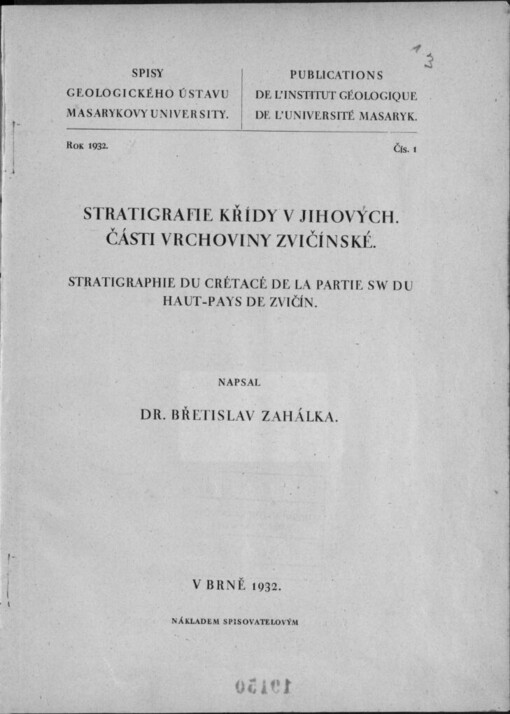 13
SPISY
GEOLOGICKÉHO ÚSTAVU
MASARYKOVY UNIVERSITY.
PUBLICATIONS
DE L'INSTITUT GÉOLOGIQUE
DE L'UNIVERSITÉ MASARYK.
ROK 1932.
ČÍS. 1
STRATIGRAFIE KŘÍDY V JIHOVÝCH.
ČÁSTI VRCHOVINY ZVIČÍNSKÉ.
STRATIGRAPHIE DU CRÉTACÉ DE LA PARTIE SW DU
HAUT-PAYS DE ZVIČÍN.
NAPSAL
DR. BŘETISLAV ZAHÁLKA.
V BRNĚ 1932.
NÁKLADEM SPISOVATELOVÝM
19150